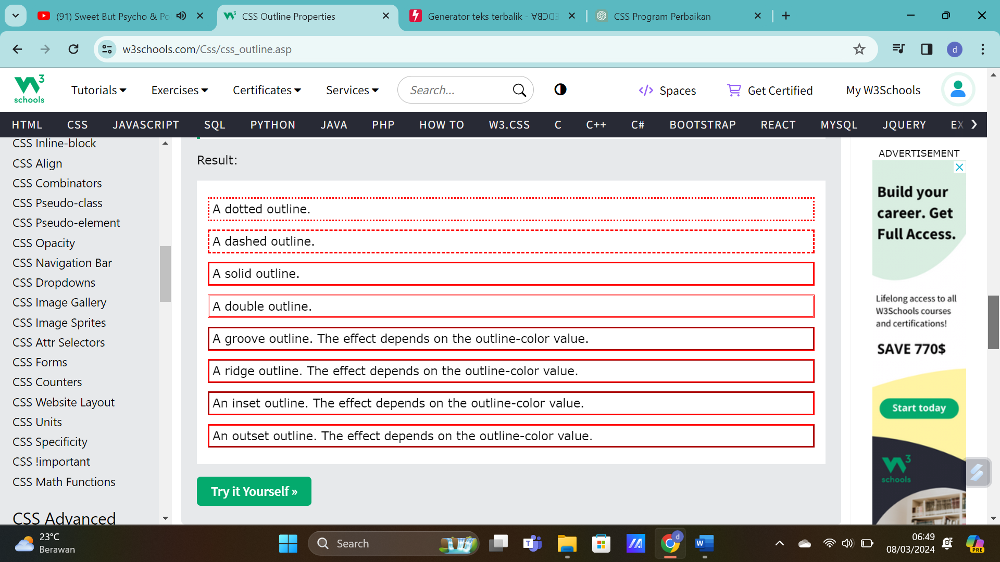 (91) Sweet But Psycho & Po
CSS Outline Properties
Generator teks terbalik - ∀ꓭϽᗡƎ
CSS Program Perbaikan
w3schools.com/Css/css_outline.asp
d
3
schools
Tutorials
Exercises
Certificates
Services
Search...
Spaces
Get Certified
My W3Schools
HTML CSS JAVASCRIPT SQL PYTHON JAVA PHP HOW TO W3.CSS C C++ C# BOOTSTRAP REACT MYSQL JQUERY EX ❯
CSS Inline-block
CSS Align
CSS Combinators
CSS Pseudo-class
CSS Pseudo-element
CSS Opacity
CSS Navigation Bar
CSS Dropdowns
CSS Image Gallery
CSS Image Sprites
CSS Attr Selectors
CSS Forms
CSS Counters
CSS Website Layout
CSS Units
CSS Specificity
CSS !important
CSS Math Functions
CSS Advanced
Result:
A dotted outline.
A dashed outline.
A solid outline.
A double outline.
A groove outline. The effect depends on the outline-color value.
A ridge outline. The effect depends on the outline-color value.
An inset outline. The effect depends on the outline-color value.
An outset outline. The effect depends on the outline-color value.
Try it Yourself »
ADVERTISEMENT
Build your
career. Get
Full Access.
Lifelong access to all
W3Schools courses
and certifications!
SAVE 770$
Start today
3
schools
23°C
Berawan
Search
T
d
W
06:49
08/03/2024
PRE